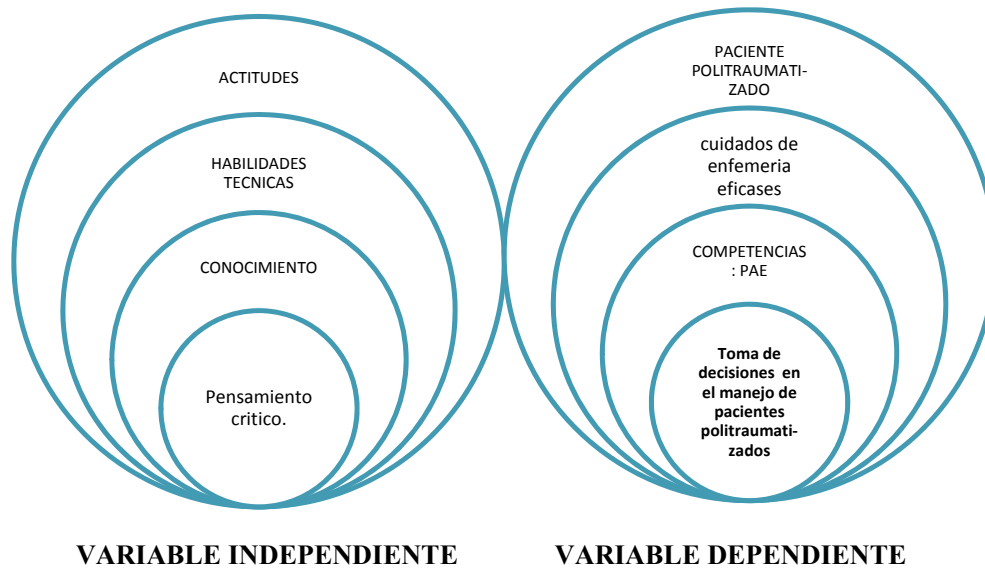 ACTITUDES
HABILIDADES
TECNICAS
CONOCIMIENTO
Pensamiento
critico.
PACIENTE
POLITRAUMATI-
ZADO
cuidados de
enfemeria
eficases
COMPETENCIAS
: PAE
Toma de
decisiones en
el manejo de
pacientes
politraumati-
zados
VARIABLE INDEPENDIENTE
VARIABLE DEPENDIENTE